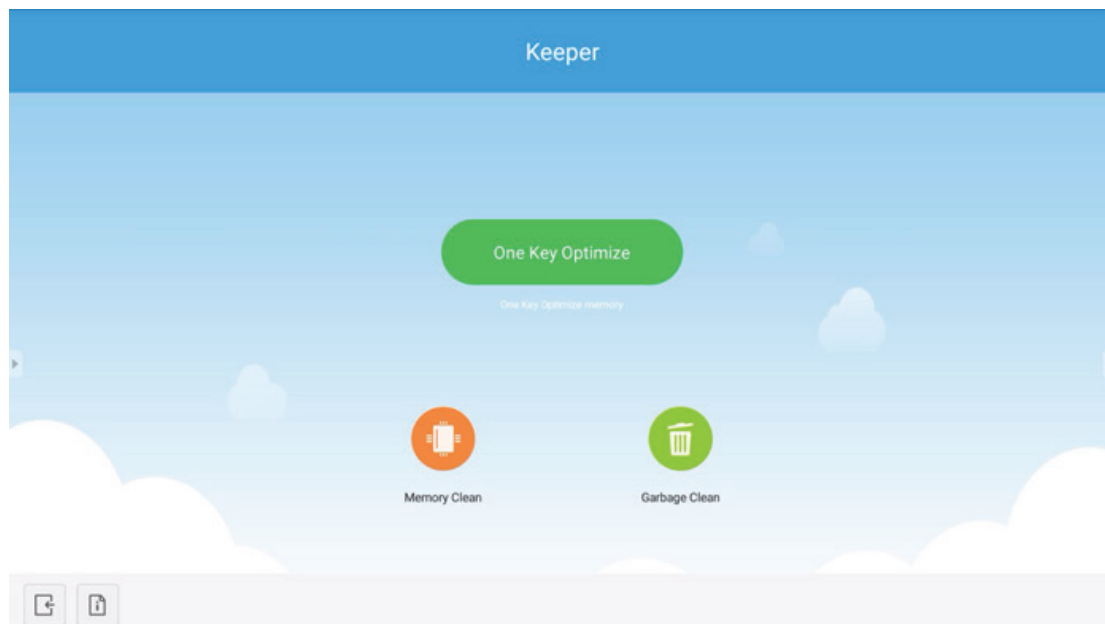 Keeper
One Key Optimize
One Key Optimize memory
Memory Clean
Garbage Clean